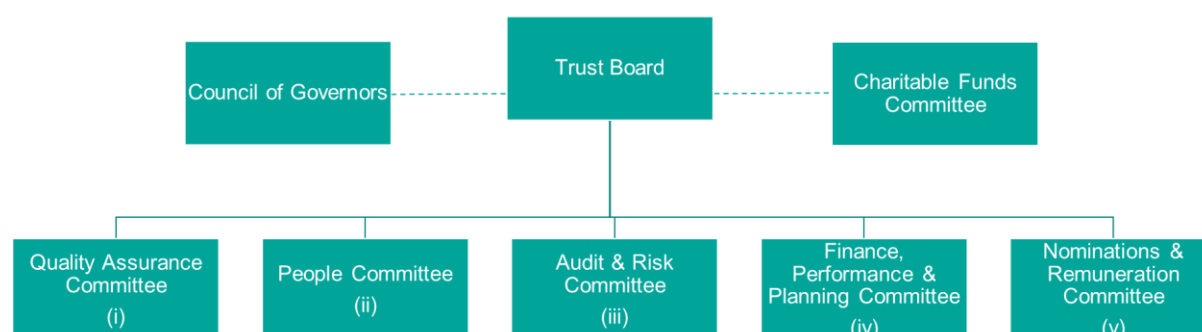 Trust Board
Council of Governors
Charitable Funds
Committee
Quality Assurance
Committee
(i)
People Committee
(ii)
Audit & Risk
Committee
(iii)
Finance,
Performance &
Planning Committee
(iv)
Nominations &
Remuneration
Committee
(v)